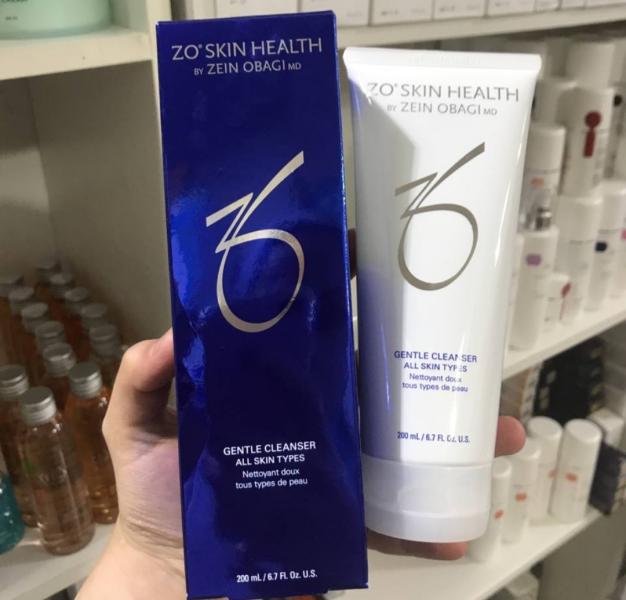 ZO® SKIN HEALTH
BY ZEIN OBAGI MD
GENTLE CLEANSER
ALL SKIN TYPES
Nettoyant doux
tous types de peau
200 mL / 6.7 Fl. Oz. U.S.
ZO® SKIN HEALTH
BY ZEIN OBAGI MD
GENTLE CLEANSER
ALL SKIN TYPES
Nettoyant doux
tous types de peau
200 mL / 6.7 FL. Oz. U.S.